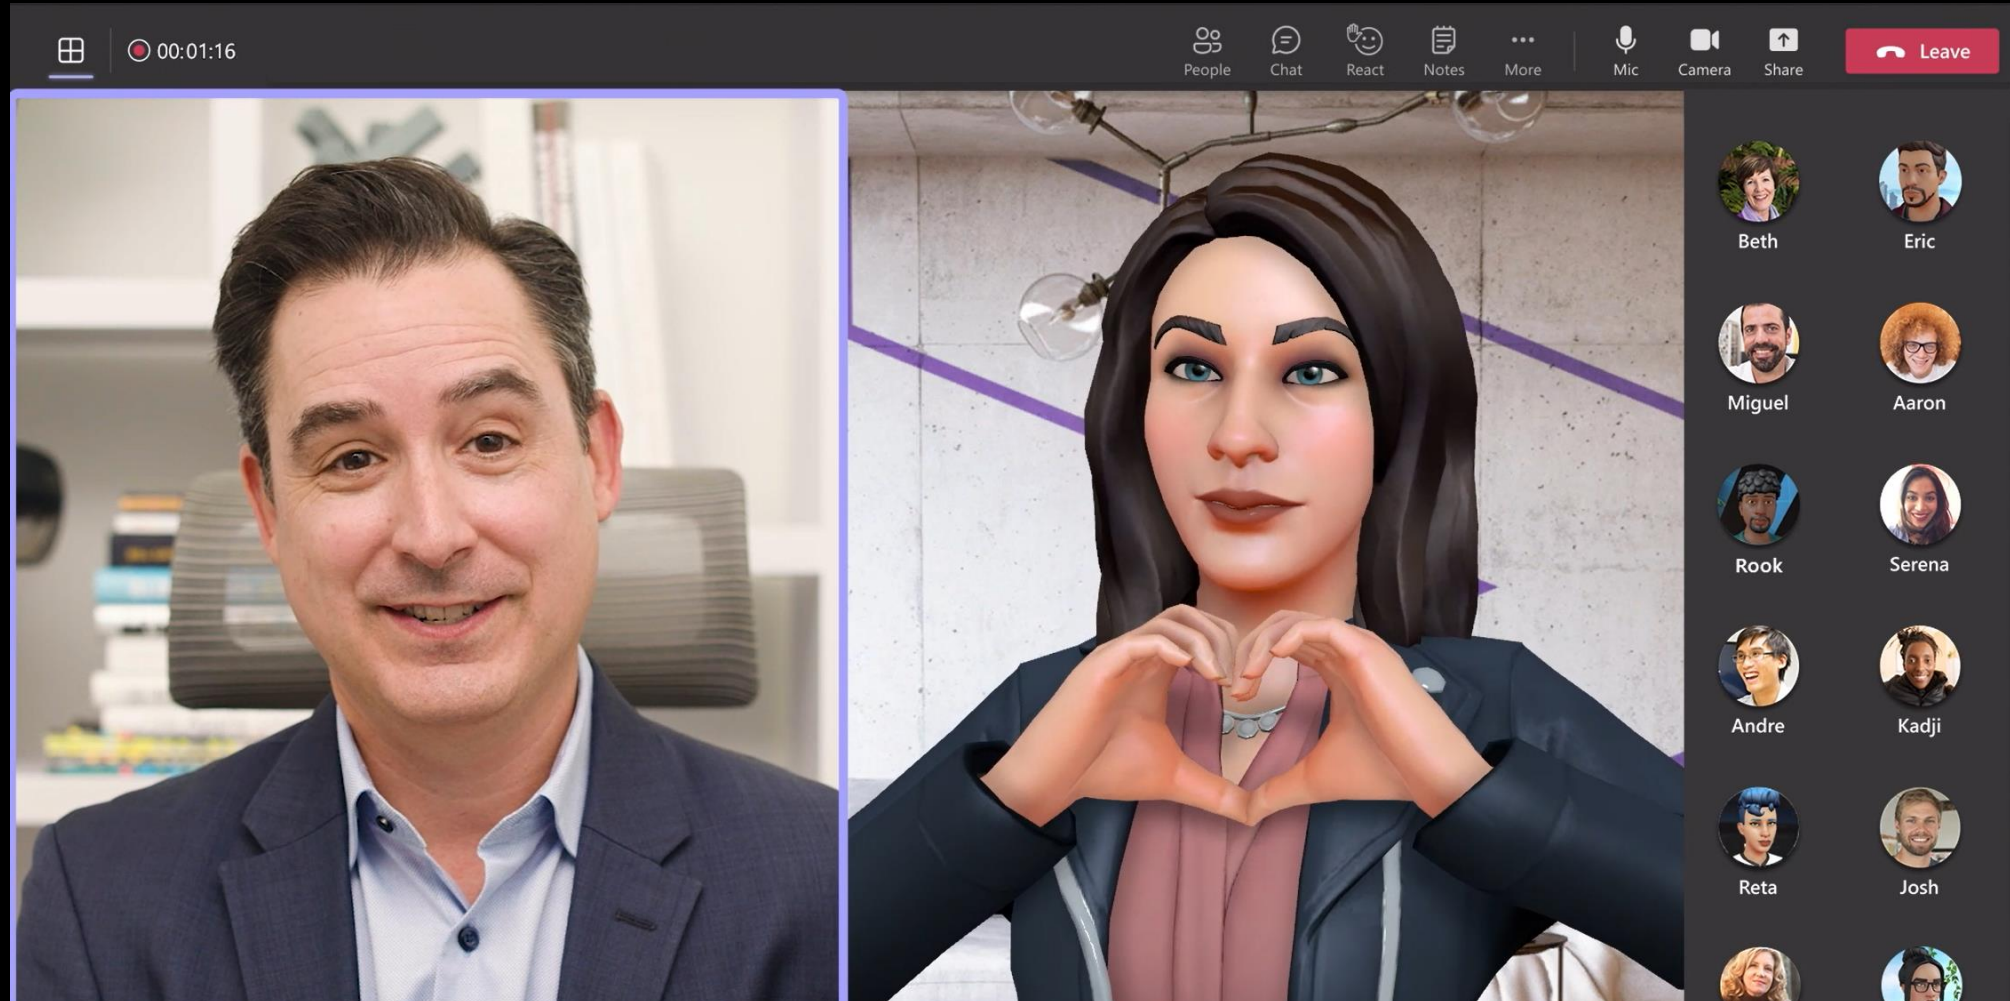 00:01:16
People Chat React Notes More Mic Camera Share Leave
Beth Eric
Miguel Aaron
Rook Serena
Andre Kadji
Reta Josh